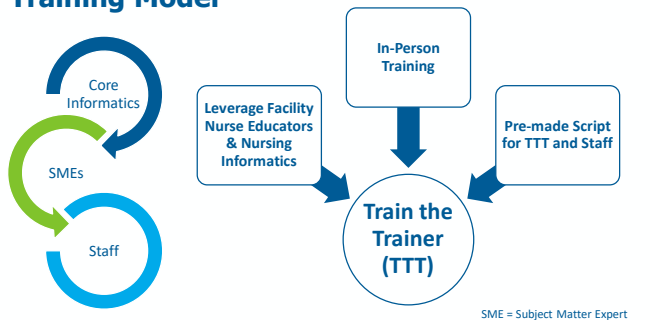 Training Model
Core
Informatics
SMEs
Staff
In-Person
Training
Leverage Facility
Nurse Educators
& Nursing
Informatics
Pre-made Script
for TTT and Staff
Train the
Trainer
(TTT)
SME = Subject Matter Expert